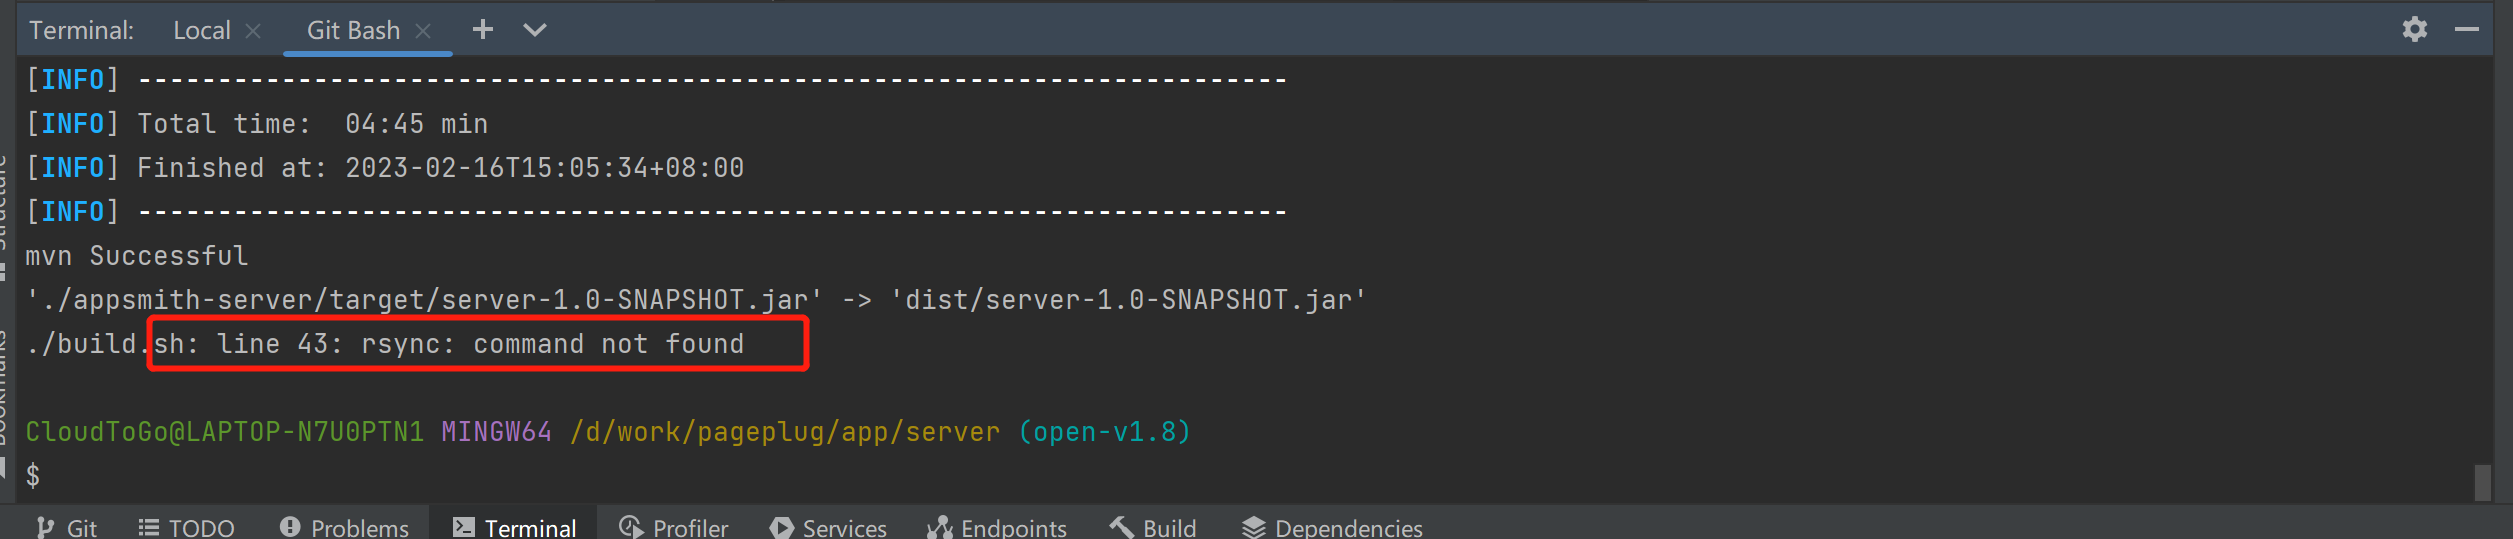 Terminal: Local Git Bash
[INFO] ------------------------------------------------------------------------
[INFO] Total time:  04:45 min
[INFO] Finished at: 2023-02-16T15:05:34+08:00
[INFO] ------------------------------------------------------------------------
mvn Successful
'./appsmith-server/target/server-1.0-SNAPSHOT.jar' -> 'dist/server-1.0-SNAPSHOT.jar'
./build.sh: line 43: rsync: command not found
CloudToGo@LAPTOP-N7U0PTN1 MINGW64 /d/work/pageplug/app/server (open-v1.8)
$
Structure
Bookmarks
Git TODO Problems Terminal Profiler Services Endpoints Build Dependencies